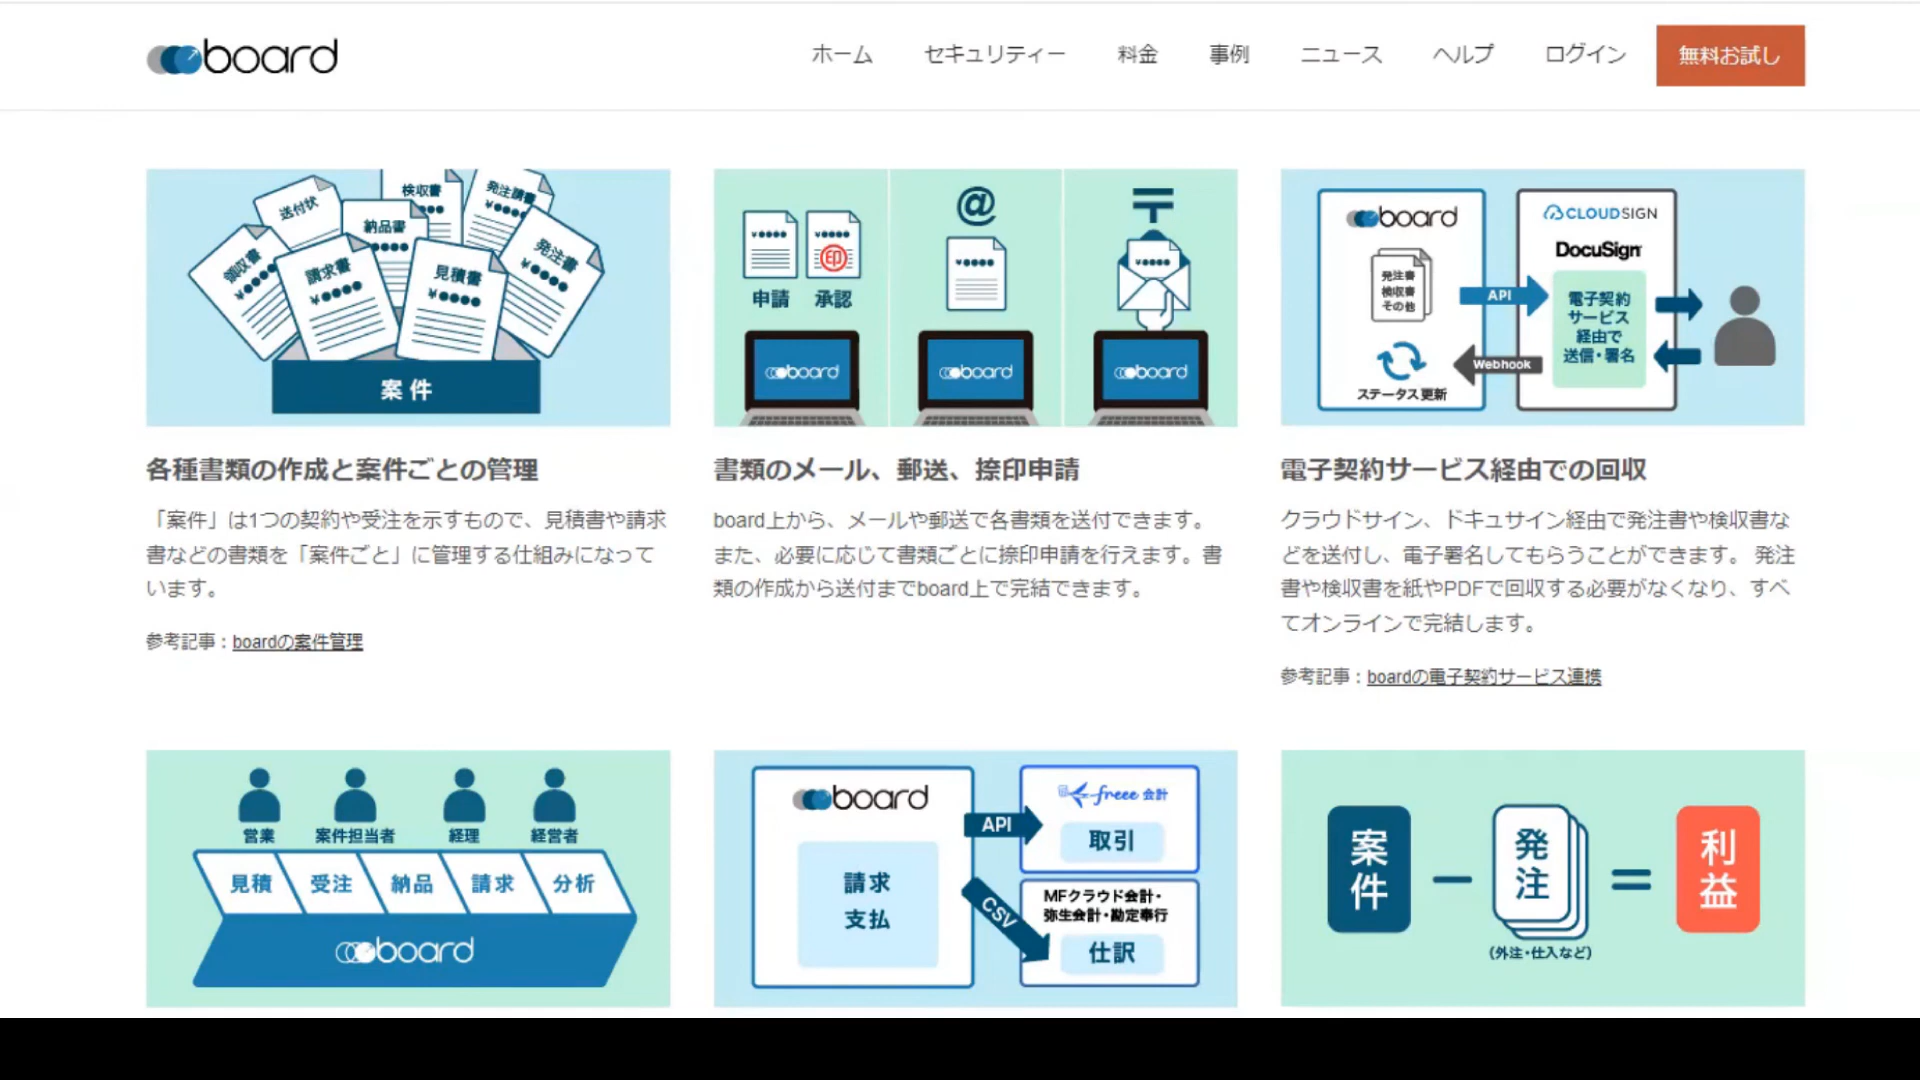 board
ホーム
セキュリティー
料金
事例
ニュース
ヘルプ
ログイン
無料お試し
送付状
検収書
発注請書
納品書
領収書
請求書
見積書
発注書
案件
申請
承認
印
@
〒
board
board
board
board
発注書
検収書
その他
API
Webhook
ステータス更新
CLOUDSIGN
DocuSign
電子契約
サービス
経由で
送信・署名
各種書類の作成と案件ごとの管理
「案件」は1つの契約や受注を示すもので、見積書や請求
書などの書類を「案件ごと」に管理する仕組みになって
います。
参考記事：boardの案件管理
書類のメール、郵送、捺印申請
board上から、メールや郵送で各書類を送付できます。
また、必要に応じて書類ごとに捺印申請を行えます。書
類の作成から送付までboard上で完結できます。
電子契約サービス経由での回収
クラウドサイン、ドキュサイン経由で発注書や検収書な
どを送付し、電子署名してもらうことができます。 発注
書や検収書を紙やPDFで回収する必要がなくなり、すべ
てオンラインで完結します。
参考記事：boardの電子契約サービス連携
営業
案件担当者
経理
経営者
見積
受注
納品
請求
分析
board
board
請求
支払
API
CSV
freee 会計
取引
MFクラウド会計・
弥生会計・勘定奉行
仕訳
案件
−
発注
(外注・仕入など)
=
利益